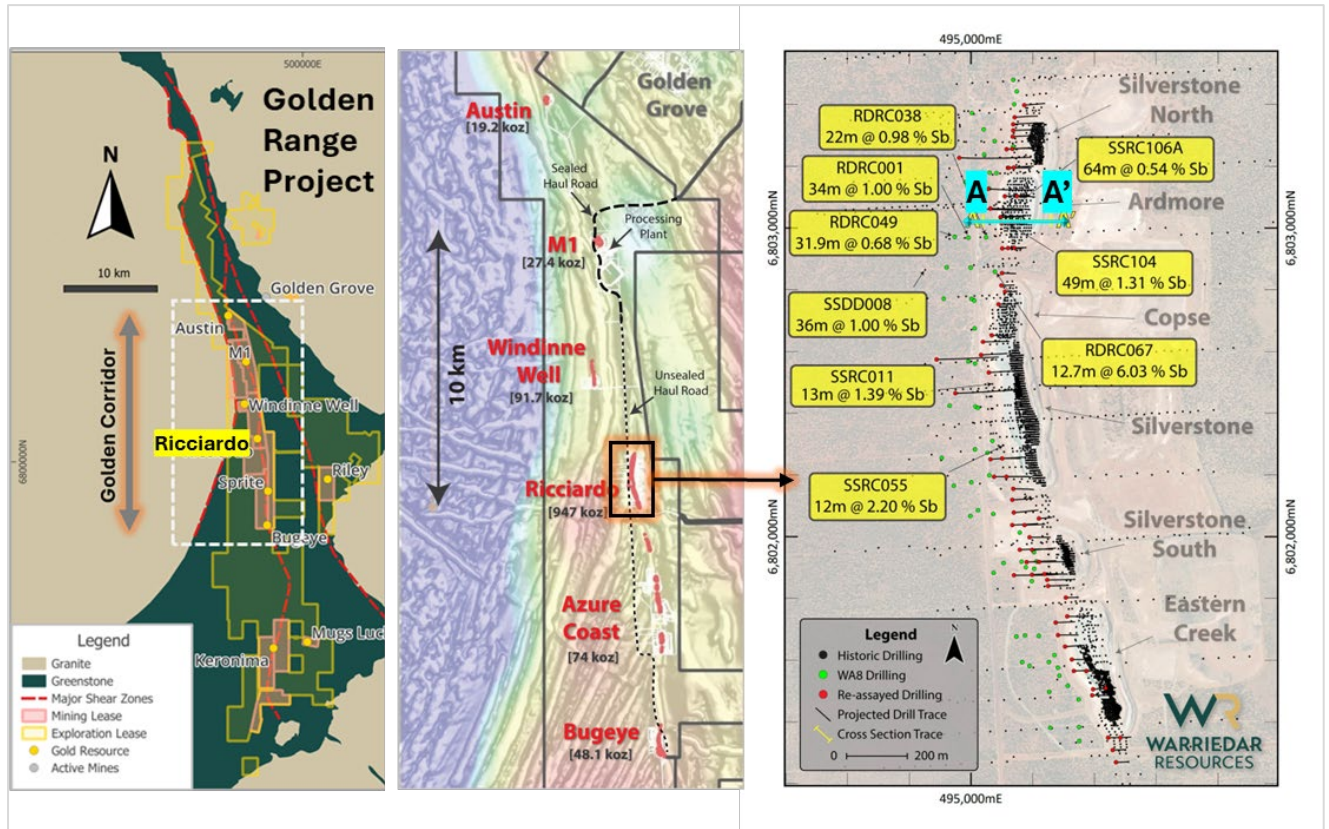 Golden
Range
Project
500000E
N
10 km
Golden Grove
Austin
M1
Golden Corridor
Windinne Well
Ricciardo
6800000N
Riley
Sprite
Bugeye
Mugs Luck
Keronima
Legend
Granite
Greenstone
Major Shear Zones
Mining Lease
Exploration Lease
Gold Resource
Active Mines
Golden
Grove
Austin
[19.2 koz]
Sealed
Haul Road
Processing
Plant
M1
[27.4 koz]
10 km
Windinne
Well
[91.7 koz]
Unsealed
Haul Road
Ricciardo
[947 koz]
Azure
Coast
[74 koz]
Bugeye
[48.1 koz]
495,000mE
Silverstone
North
RDRC038
22m @ 0.98 % Sb
SSRC106A
64m @ 0.54 % Sb
RDRC001
34m @ 1.00 % Sb
A
A'
Ardmore
RDRC049
31.9m @ 0.68 % Sb
6,803,000mN
6,803,000mN
SSRC104
49m @ 1.31 % Sb
SSDD008
36m @ 1.00 % Sb
Copse
RDRC067
12.7m @ 6.03 % Sb
SSRC011
13m @ 1.39 % Sb
Silverstone
SSRC055
12m @ 2.20 % Sb
Silverstone
South
6,802,000mN
6,802,000mN
Eastern
Creek
Legend
N
Historic Drilling
WA8 Drilling
Re-assayed Drilling
Projected Drill Trace
Cross Section Trace
0 200 m
WR
WARRIEDAR
RESOURCES
495,000mE